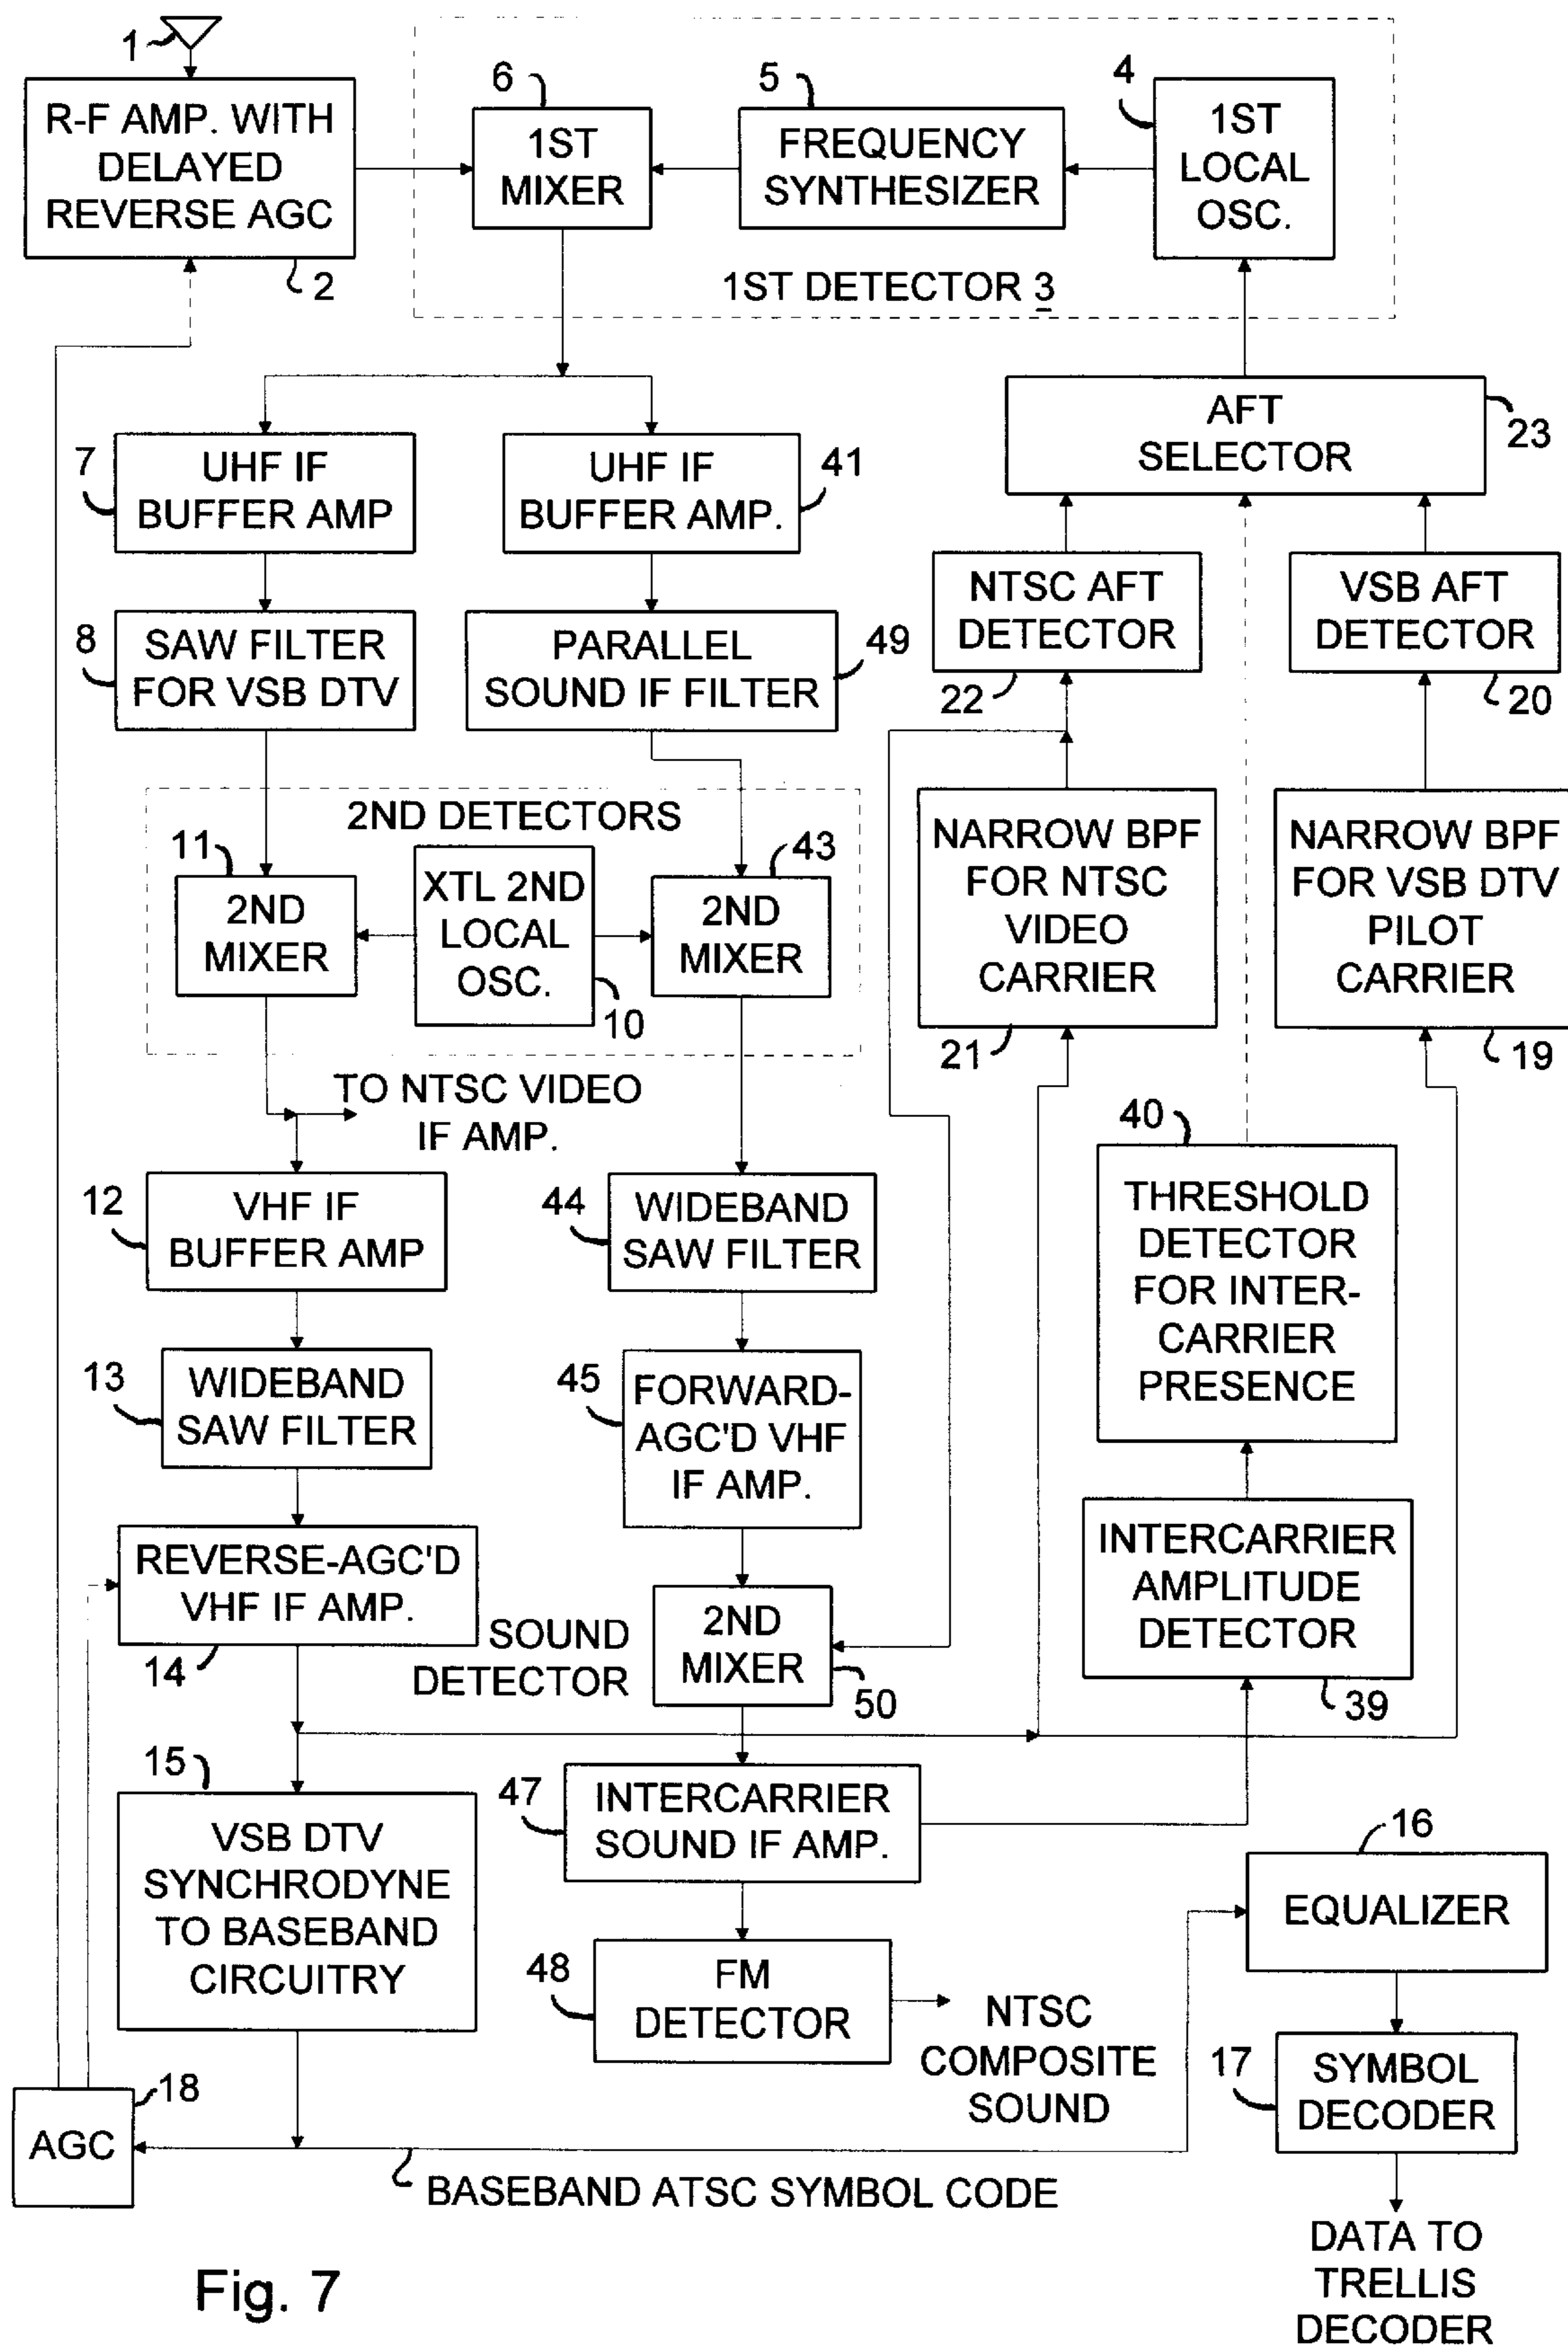 1
R-F AMP. WITH
DELAYED
REVERSE AGC
2
6
1ST
MIXER
5
FREQUENCY
SYNTHESIZER
4
1ST
LOCAL
OSC.
1ST DETECTOR 3
7
UHF IF
BUFFER AMP
UHF IF
BUFFER AMP.
41
AFT
SELECTOR
23
8
SAW FILTER
FOR VSB DTV
PARALLEL
SOUND IF FILTER
49
NTSC AFT
DETECTOR
22
VSB AFT
DETECTOR
20
2ND DETECTORS
11
2ND
MIXER
XTL 2ND
LOCAL
OSC.
10
43
2ND
MIXER
NARROW BPF
FOR NTSC
VIDEO
CARRIER
21
NARROW BPF
FOR VSB DTV
PILOT
CARRIER
19
TO NTSC VIDEO
IF AMP.
12
VHF IF
BUFFER AMP
44
WIDEBAND
SAW FILTER
40
THRESHOLD
DETECTOR
FOR INTER-
CARRIER
PRESENCE
13
WIDEBAND
SAW FILTER
45
FORWARD-
AGC'D VHF
IF AMP.
REVERSE-AGC'D
VHF IF AMP.
14
SOUND
DETECTOR
2ND
MIXER
50
INTERCARRIER
AMPLITUDE
DETECTOR
39
15
VSB DTV
SYNCHRODYNE
TO BASEBAND
CIRCUITRY
47
INTERCARRIER
SOUND IF AMP.
16
EQUALIZER
48
FM
DETECTOR
NTSC
COMPOSITE
SOUND
17
SYMBOL
DECODER
18
AGC
BASEBAND ATSC SYMBOL CODE
DATA TO
TRELLIS
DECODER
Fig. 7